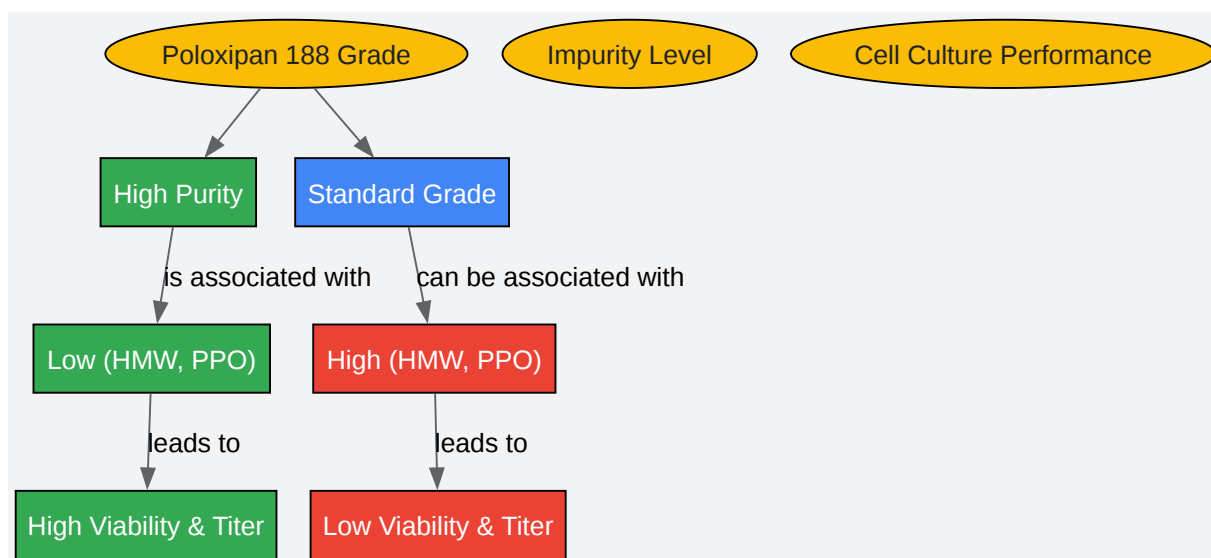 Poloxipan 188 Grade
Impurity Level
Cell Culture Performance
High Purity
Standard Grade
is associated with
can be associated with
Low (HMW, PPO)
High (HMW, PPO)
leads to
leads to
High Viability & Titer
Low Viability & Titer